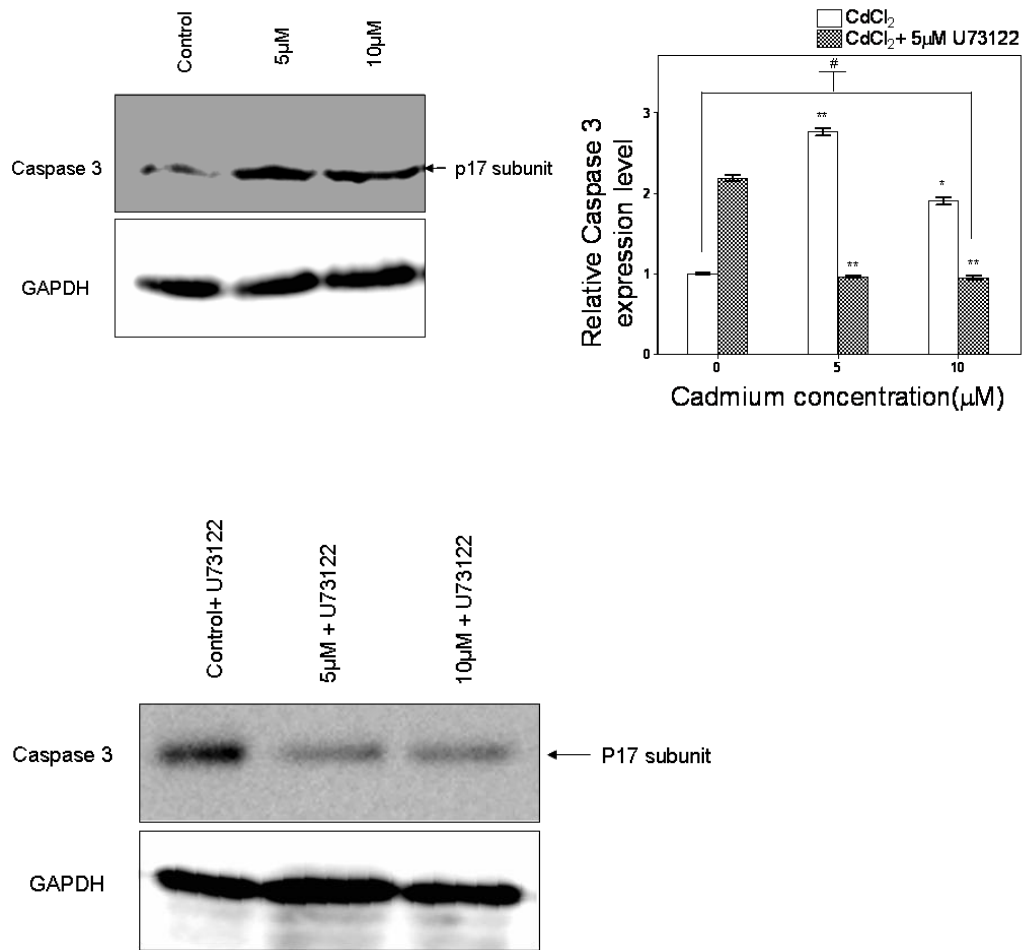 Control
5µM
10µM
Caspase 3
p17 subunit
GAPDH
CdCl₂
CdCl₂+ 5µM U73122
#
**
*
**
**
3
2
1
0
Relative Caspase 3
expression level
0
5
10
Cadmium concentration(µM)
Control+ U73122
5µM + U73122
10µM + U73122
Caspase 3
P17 subunit
GAPDH